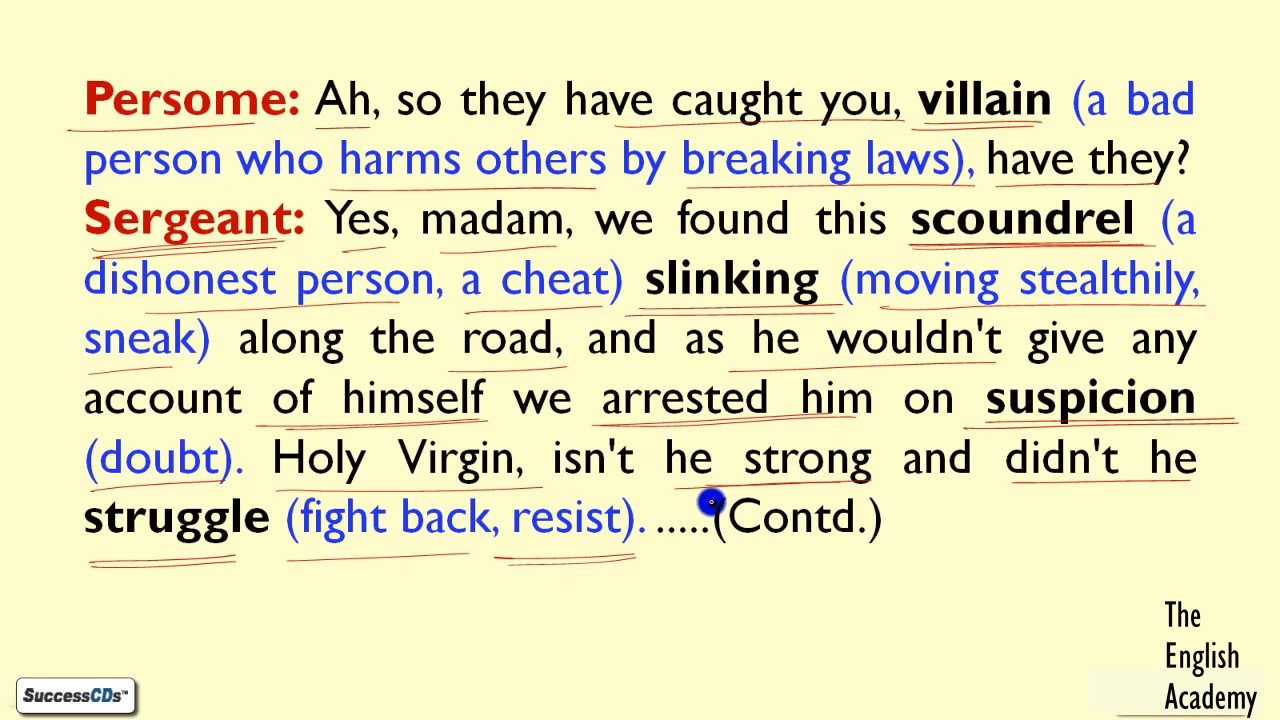 Persome: Ah, so they have caught you, villain (a bad
person who harms others by breaking laws), have they?
Sergeant: Yes, madam, we found this scoundrel (a
dishonest person, a cheat) slinking (moving stealthily,
sneak) along the road, and as he wouldn't give any
account of himself we arrested him on suspicion
(doubt). Holy Virgin, isn't he strong and didn't he
struggle (fight back, resist). .....(Contd.)
The
English
Academy
SuccessCDs™